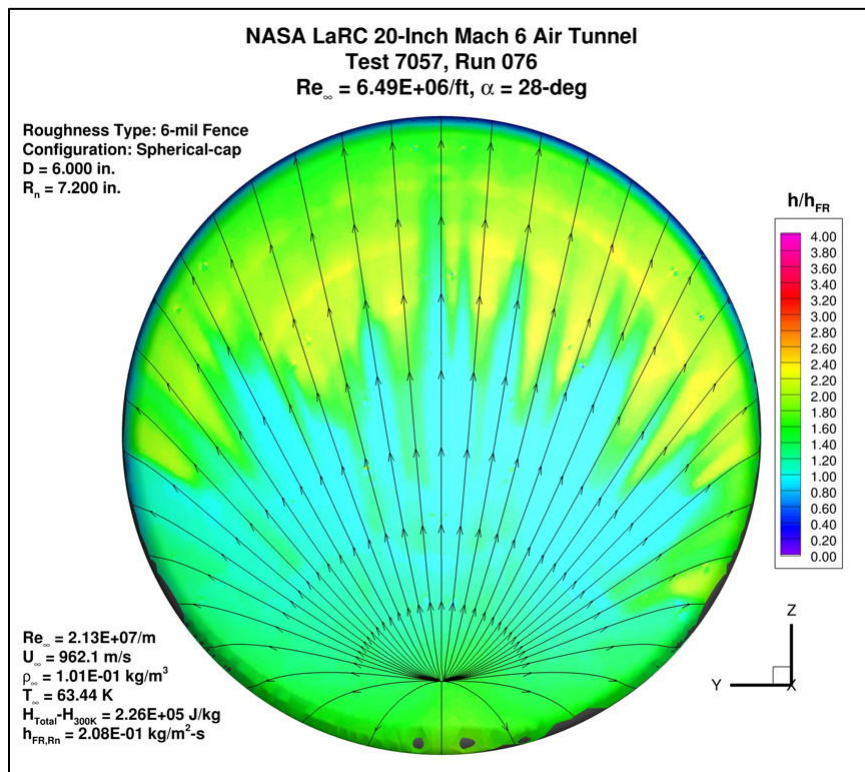 NASA LaRC 20-Inch Mach 6 Air Tunnel
Test 7057, Run 076
Re∞ = 6.49E+06/ft, α = 28-deg
Roughness Type: 6-mil Fence
Configuration: Spherical-cap
D = 6.000 in.
Rn = 7.200 in.
h/hFR
4.00
3.80
3.60
3.40
3.20
3.00
2.80
2.60
2.40
2.20
2.00
1.80
1.60
1.40
1.20
1.00
0.80
0.60
0.40
0.20
0.00
Z
Y
X
Re∞ = 2.13E+07/m
U∞ = 962.1 m/s
ρ∞ = 1.01E-01 kg/m³
T∞ = 63.44 K
HTotal-H300K = 2.26E+05 J/kg
hFR,Rn = 2.08E-01 kg/m²-s